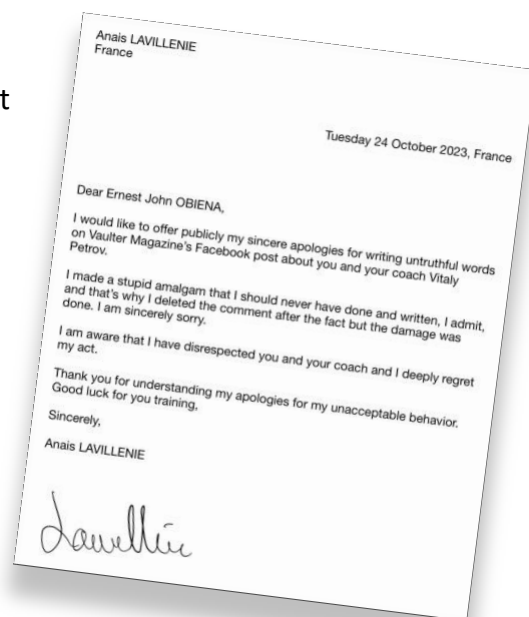 t
Anais LAVILLENIE
France
Tuesday 24 October 2023, France
Dear Ernest John OBIENA,
I would like to offer publicly my sincere apologies for writing untruthful words
on Vaulter Magazine's Facebook post about you and your coach Vitaly
Petrov.
I made a stupid amalgam that I should never have done and written, I admit,
and that's why I deleted the comment after the fact but the damage was
done. I am sincerely sorry.
I am aware that I have disrespected you and your coach and I deeply regret
my act.
Thank you for understanding my apologies for my unacceptable behavior.
Good luck for you training,
Sincerely,
Anais LAVILLENIE